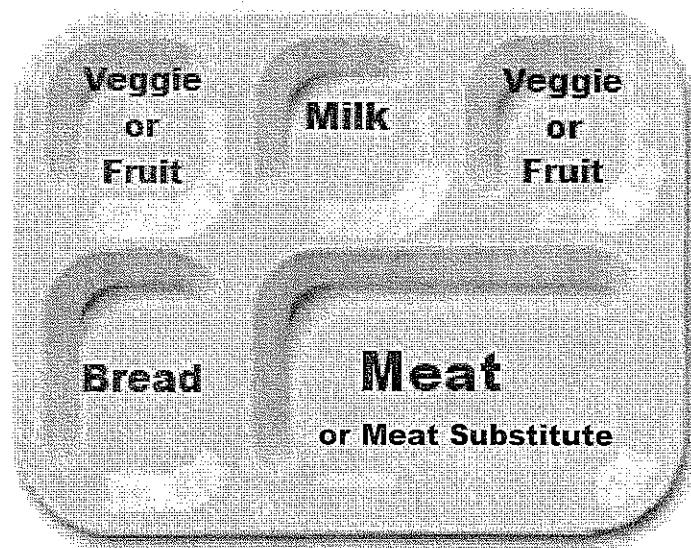 Veggie
or
Fruit
Milk
Veggie
or
Fruit
Bread
Meat
or Meat Substitute